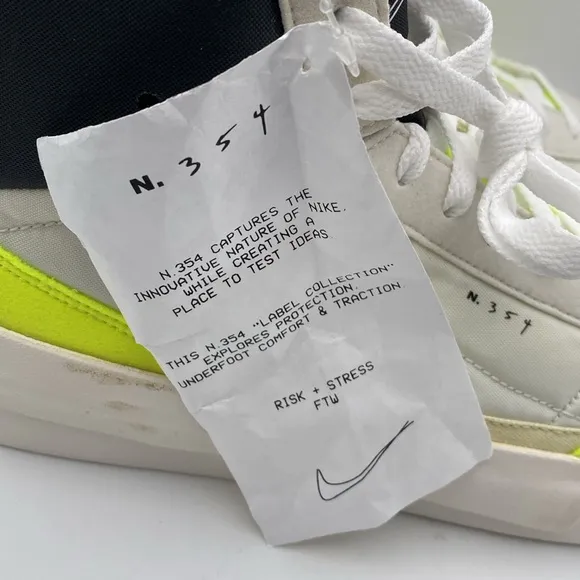 N. 354
N.354 CAPTURES THE
INNOVATIVE NATURE OF NIKE.
WHILE CREATING A
PLACE TO TEST IDEAS
THIS N.354 "LABEL COLLECTION"
EXPLORES PROTECTION.
UNDERFOOT COMFORT & TRACTION
RISK + STRESS
FTW
N. 354